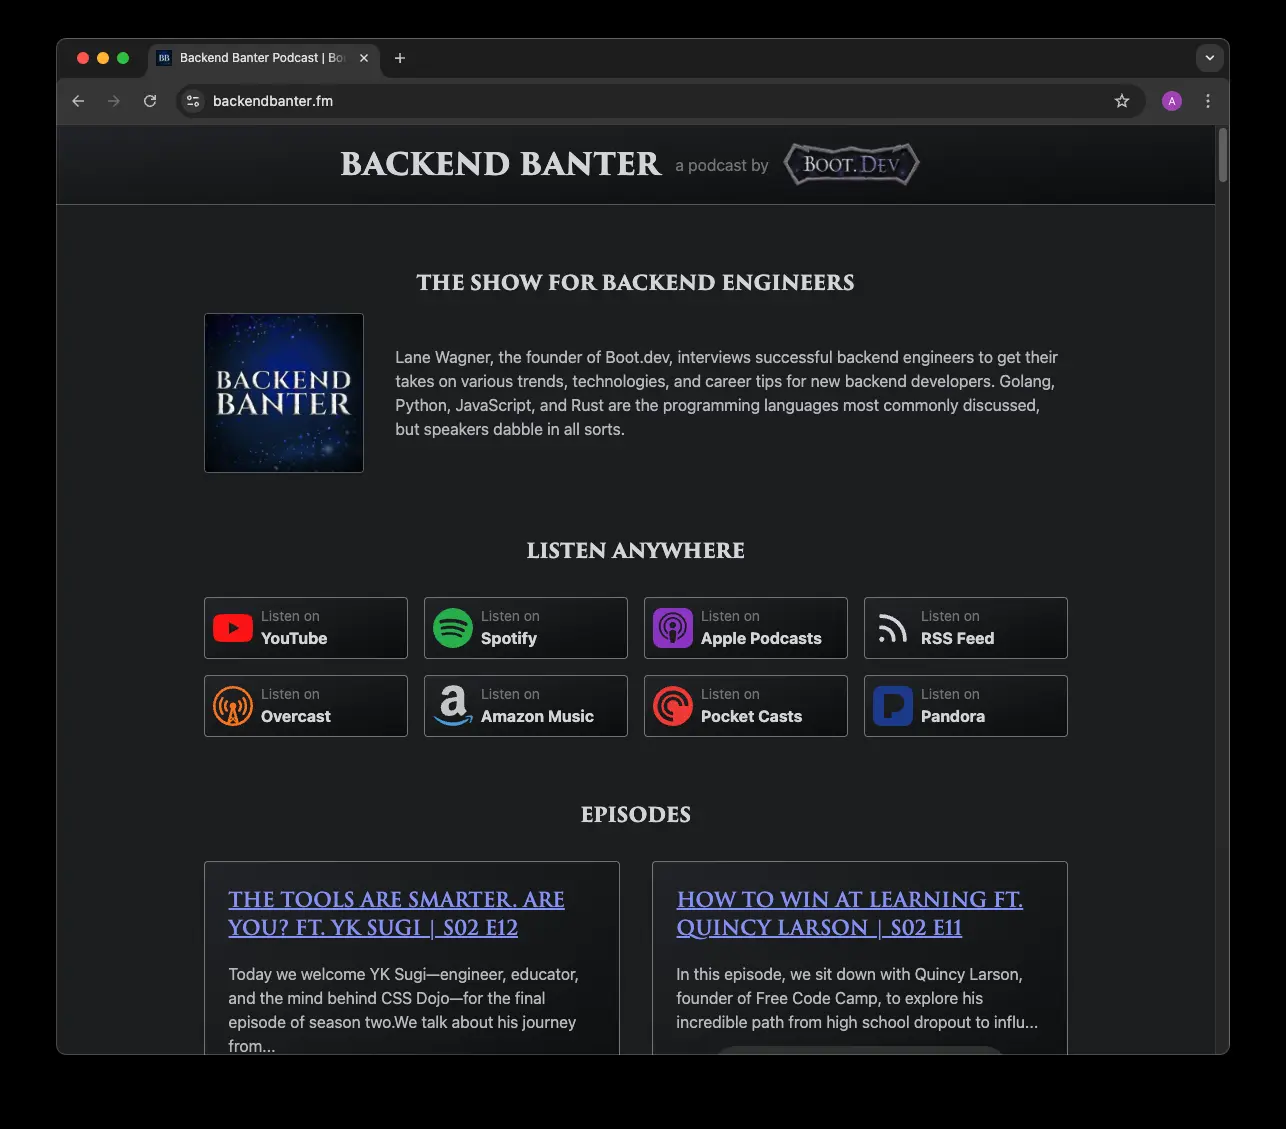 BB Backend Banter Podcast | Bo
backendbanter.fm
A
BACKEND BANTER a podcast by BOOT.DEV
THE SHOW FOR BACKEND ENGINEERS
BACKEND
BANTER
Lane Wagner, the founder of Boot.dev, interviews successful backend engineers to get their
takes on various trends, technologies, and career tips for new backend developers. Golang,
Python, JavaScript, and Rust are the programming languages most commonly discussed,
but speakers dabble in all sorts.
LISTEN ANYWHERE
Listen on
YouTube
Listen on
Spotify
Listen on
Apple Podcasts
Listen on
RSS Feed
Listen on
Overcast
a
Listen on
Amazon Music
Listen on
Pocket Casts
Listen on
Pandora
EPISODES
THE TOOLS ARE SMARTER. ARE
YOU? FT. YK SUGI | S02 E12
Today we welcome YK Sugi—engineer, educator,
and the mind behind CSS Dojo—for the final
episode of season two.We talk about his journey
from...
HOW TO WIN AT LEARNING FT.
QUINCY LARSON | S02 E11
In this episode, we sit down with Quincy Larson,
founder of Free Code Camp, to explore his
incredible path from high school dropout to influ...